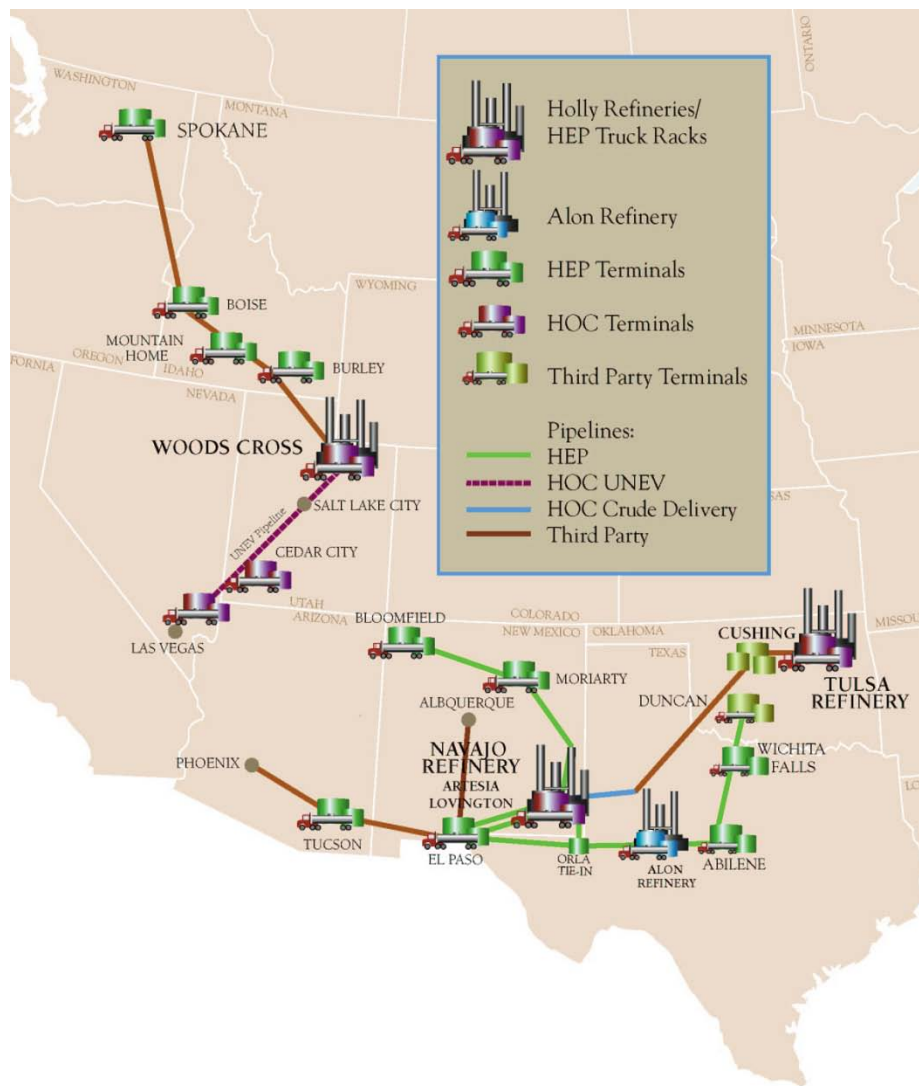 ONTARIO
WASHINGTON
MONTANA
SPOKANE
Holly Refineries/
HEP Truck Racks
Alon Refinery
HEP Terminals
HOC Terminals
Third Party Terminals
Pipelines:
HEP
HOC UNEV
HOC Crude Delivery
Third Party
WYOMING
BOISE
MOUNTAIN
HOME
BURLEY
MINNESOTA
IOWA
IFORNIA
OREGON
IDAHO
NEVADA
WOODS CROSS
SALT LAKE CITY
UNEV Pipeline
CEDAR CITY
SAS
UTAH
ARIZONA
LAS VEGAS
COLORADO
NEW MEXICO
OKLAHOMA
TEXAS
MISSOU
BLOOMFIELD
MORIARTY
ALBUQUERQUE
CUSHING
TULSA
REFINERY
DUNCAN
WICHITA
FALLS
PHOENIX
NAVAJO
REFINERY
ARTESIA
LOVINGTON
LO
TUCSON
EL PASO
ORLA
TIE-IN
ALON
REFINERY
ABILENE